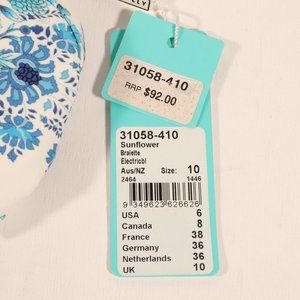 31058-410
RRP $92.00
31058-410
Sunflower
Bralette
Electricbl
Aus/NZ Size: 10
2464 1446
9 349623 626626
USA 6
Canada 8
France 38
Germany 36
Netherlands 36
UK 10